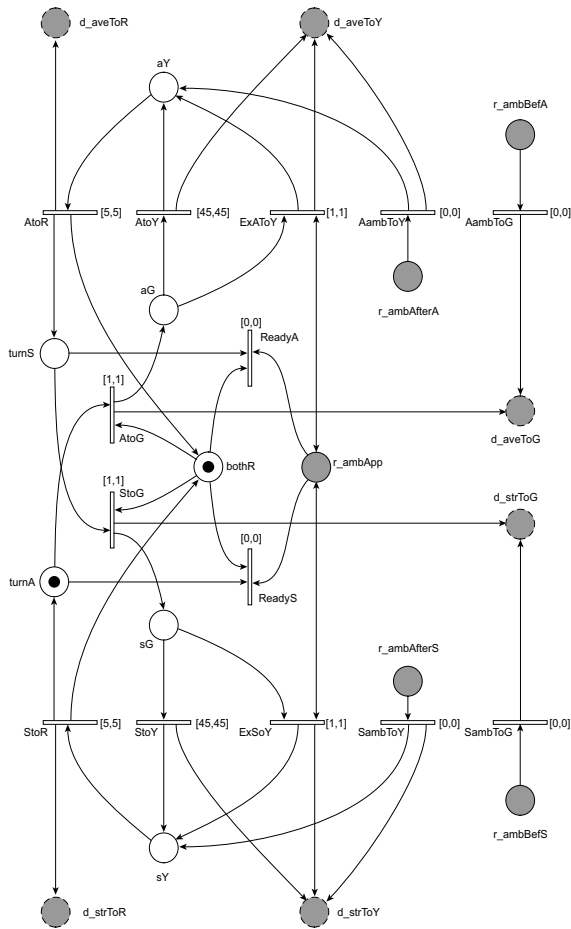 d_aveToR
d_aveToY
aY
r_ambBefA
[5,5]
[45,45]
[1,1]
[0,0]
[0,0]
AtoR
AtoY
ExAToY
AambToY
AambToG
aG
r_ambAfterA
[0,0]
ReadyA
turnS
[1,1]
AtoG
d_aveToG
bothR
r_ambApp
[1,1]
StoG
d_strToG
[0,0]
turnA
ReadyS
sG
r_ambAfterS
[5,5]
[45,45]
[1,1]
[0,0]
[0,0]
StoR
StoY
ExSoY
SambToY
SambToG
r_ambBefS
sY
d_strToR
d_strToY